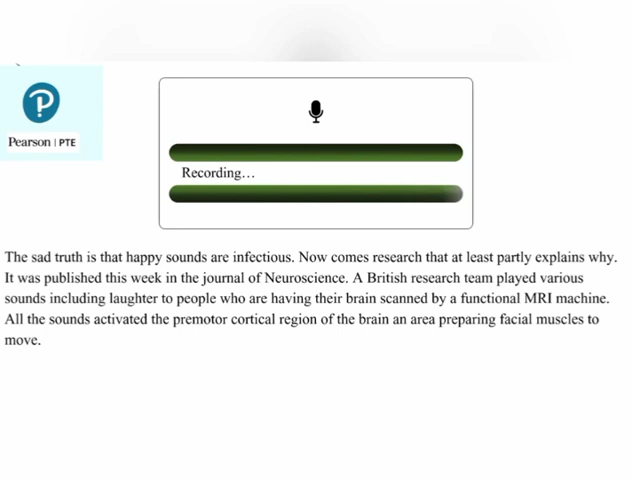 Pearson | PTE
Recording...
The sad truth is that happy sounds are infectious. Now comes research that at least partly explains why.
It was published this week in the journal of Neuroscience. A British research team played various
sounds including laughter to people who are having their brain scanned by a functional MRI machine.
All the sounds activated the premotor cortical region of the brain an area preparing facial muscles to
move.